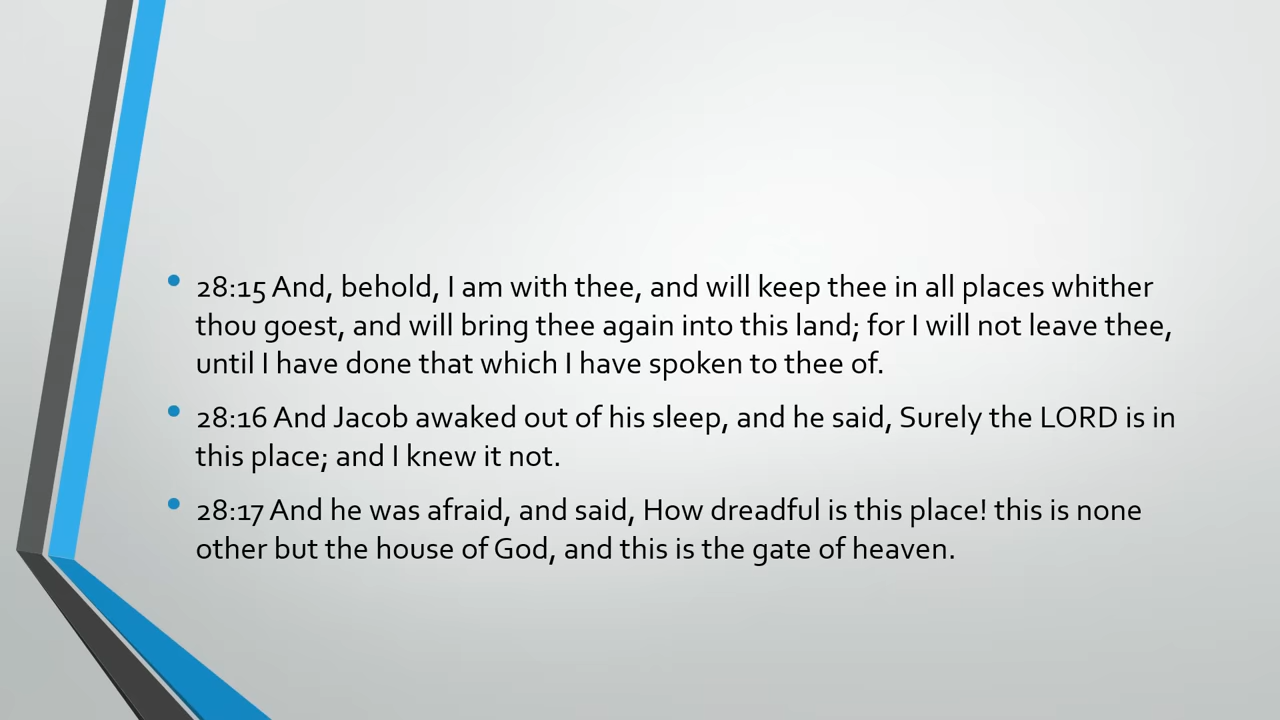 28:15 And, behold, I am with thee, and will keep thee in all places whither
thou goest, and will bring thee again into this land; for I will not leave thee,
until I have done that which I have spoken to thee of.
28:16 And Jacob awaked out of his sleep, and he said, Surely the LORD is in
this place; and I knew it not.
28:17 And he was afraid, and said, How dreadful is this place! this is none
other but the house of God, and this is the gate of heaven.